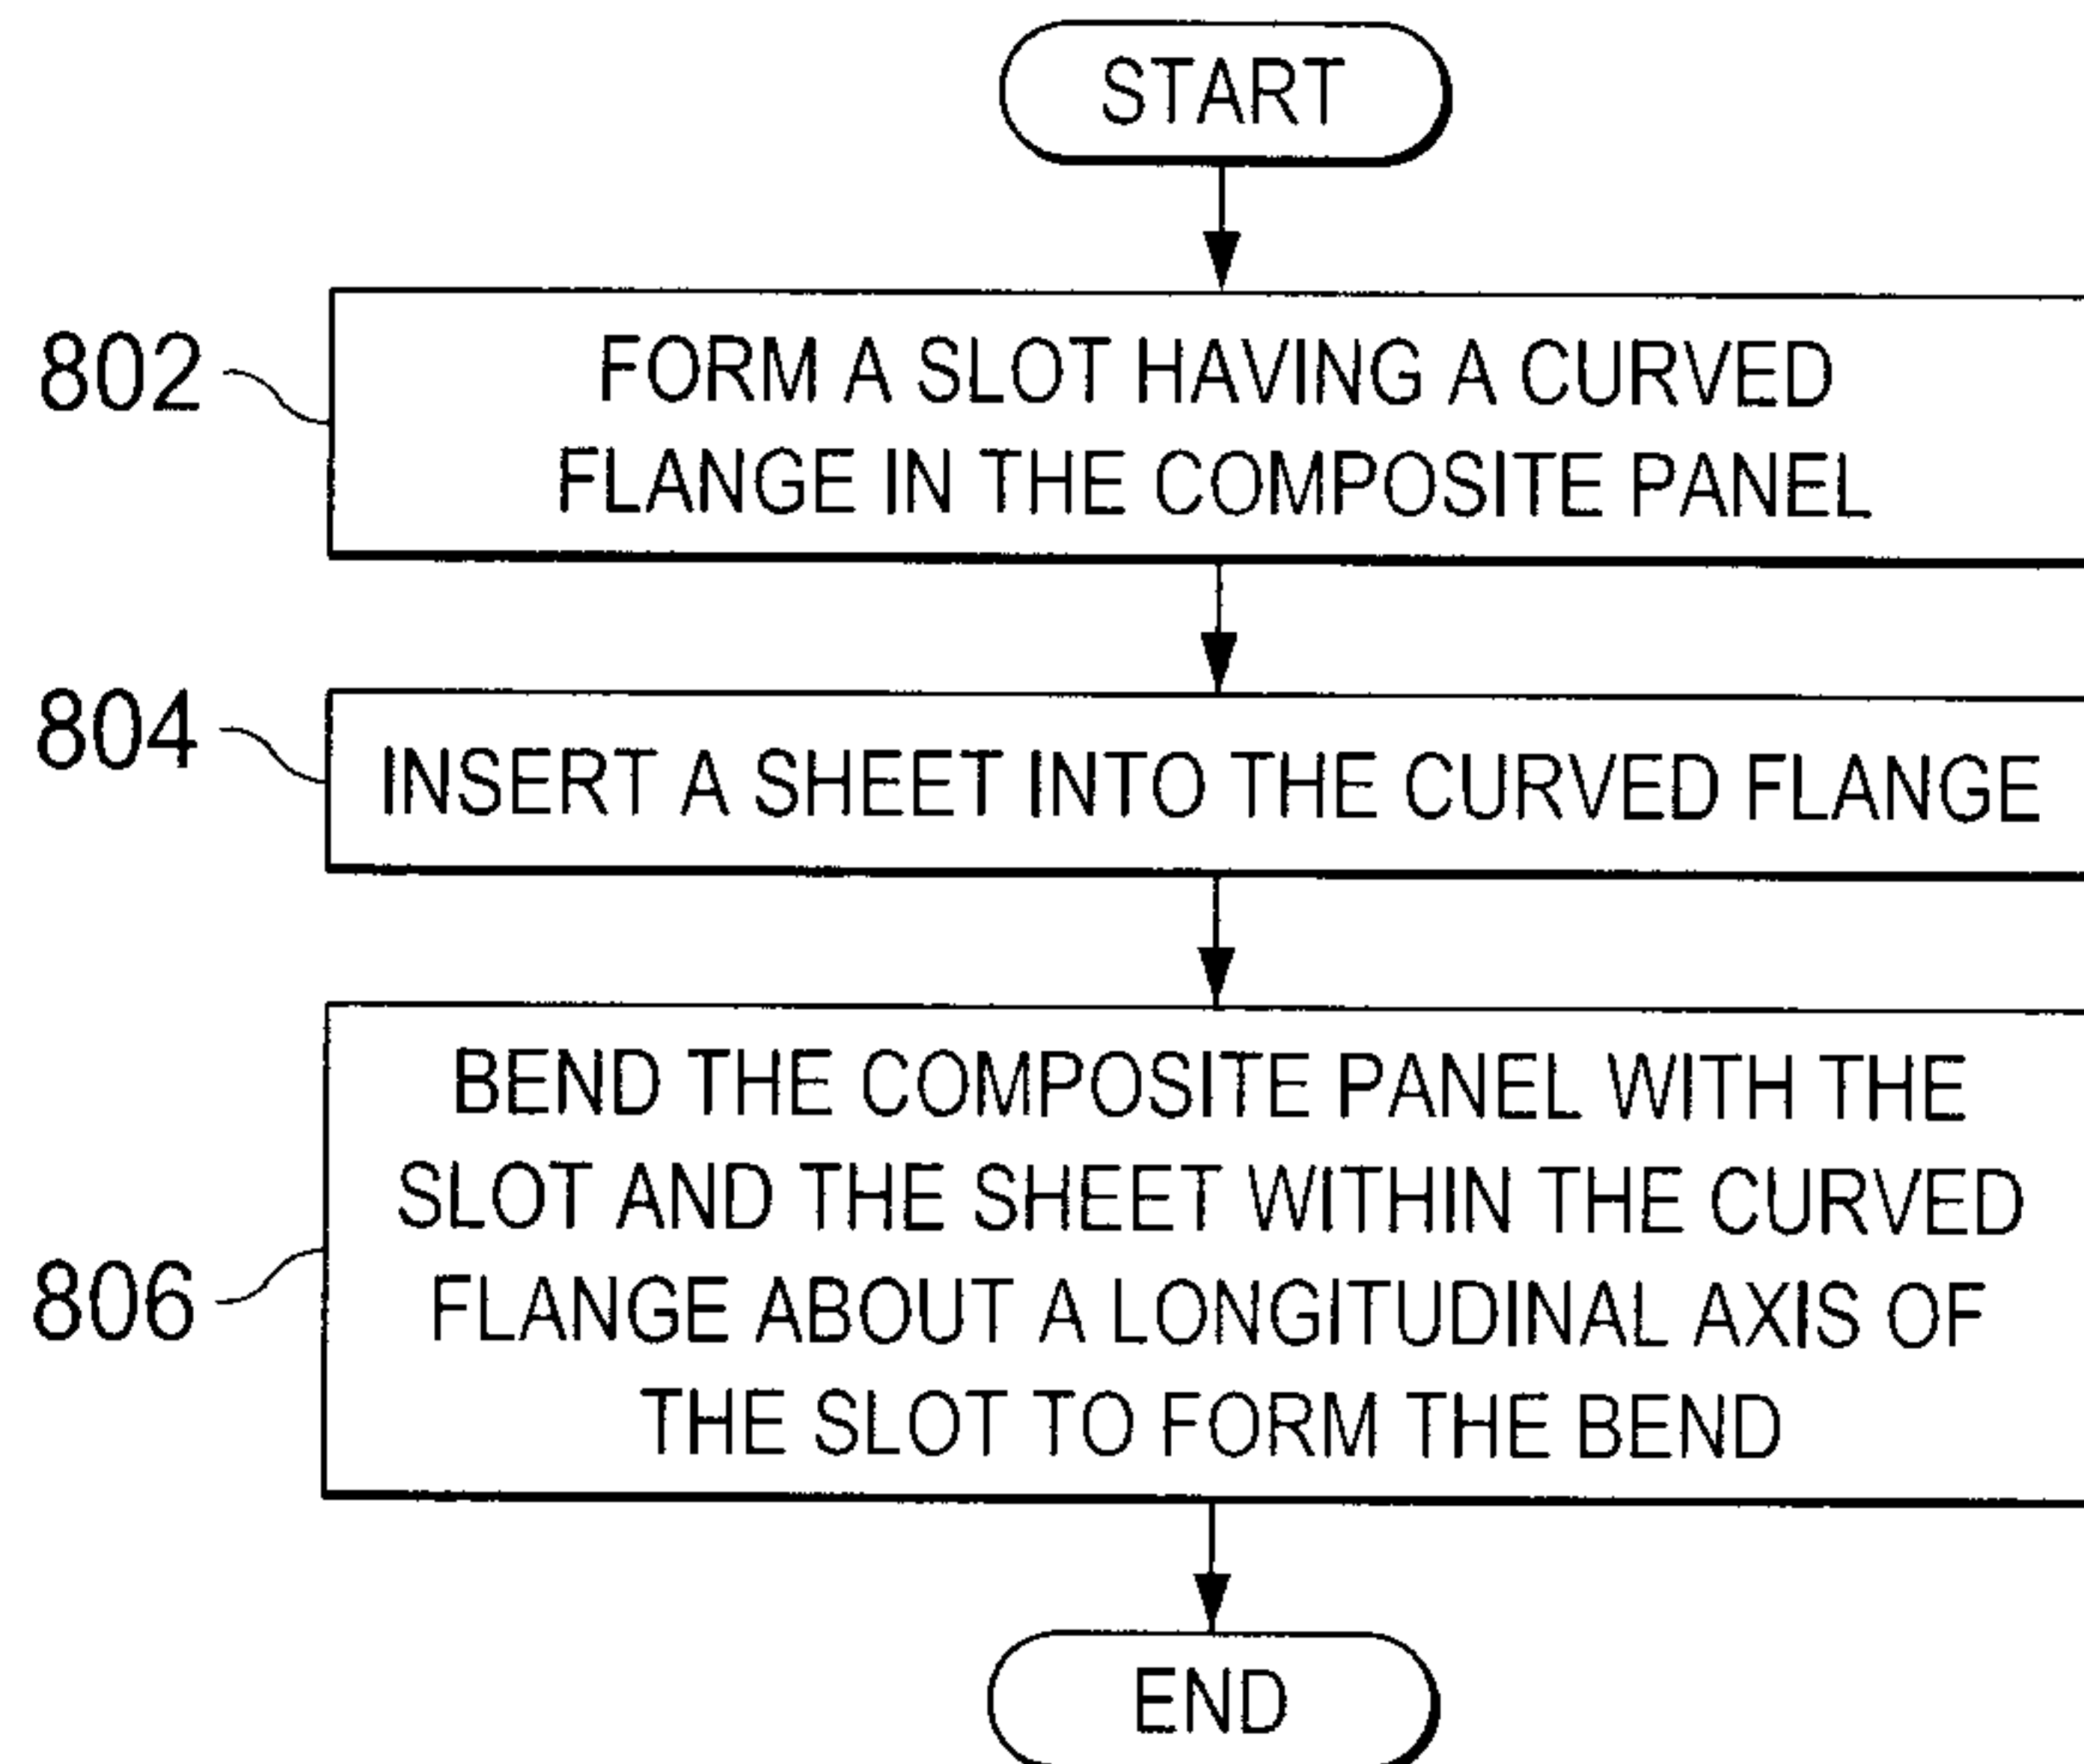 START
802
FORM A SLOT HAVING A CURVED
FLANGE IN THE COMPOSITE PANEL
804
INSERT A SHEET INTO THE CURVED FLANGE
806
BEND THE COMPOSITE PANEL WITH THE
SLOT AND THE SHEET WITHIN THE CURVED
FLANGE ABOUT A LONGITUDINAL AXIS OF
THE SLOT TO FORM THE BEND
END